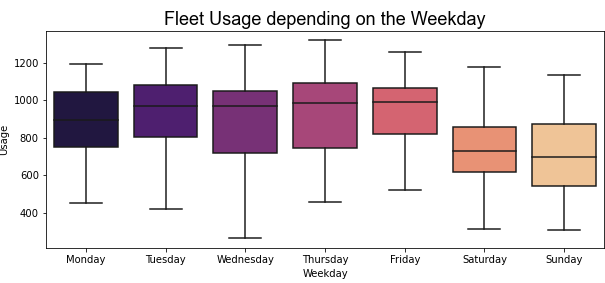 Fleet Usage depending on the Weekday
Usage
1200
1000
800
600
400
Monday Tuesday Wednesday Thursday Friday Saturday Sunday
Weekday